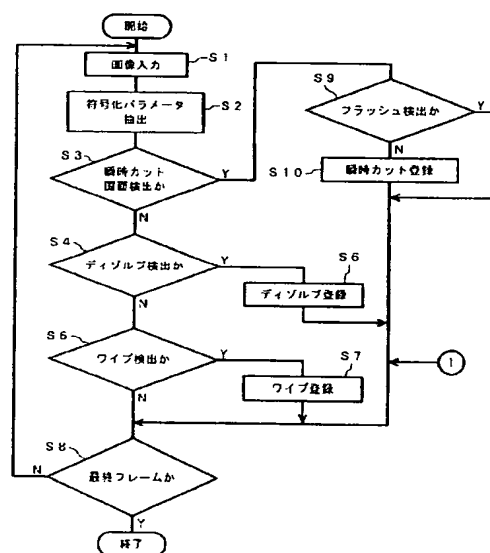 開始
画像入力
S1
符号化パラメータ
抽出
S2
S3
瞬時カット
画面検出か
Y
N
S4
ディゾルブ検出か
Y
N
S6
ディゾルブ登録
S6
ワイプ検出か
Y
N
S7
ワイプ登録
S8
最終フレームか
N
Y
終了
S9
フラッシュ検出か
Y
N
S10
瞬時カット登録
1